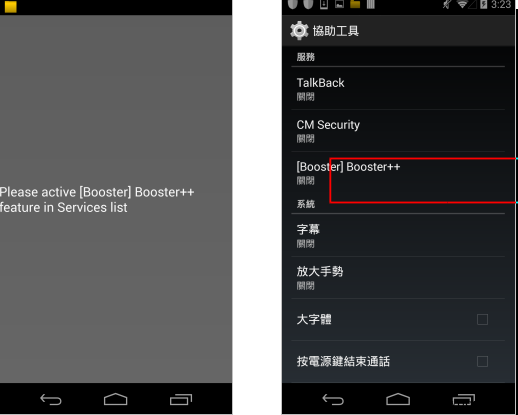 Please active [Booster] Booster++
feature in Services list
3:23
協助工具
服務
TalkBack
關閉
CM Security
關閉
[Booster] Booster++
關閉
系統
字幕
關閉
放大手勢
關閉
大字體
按電源鍵結束通話